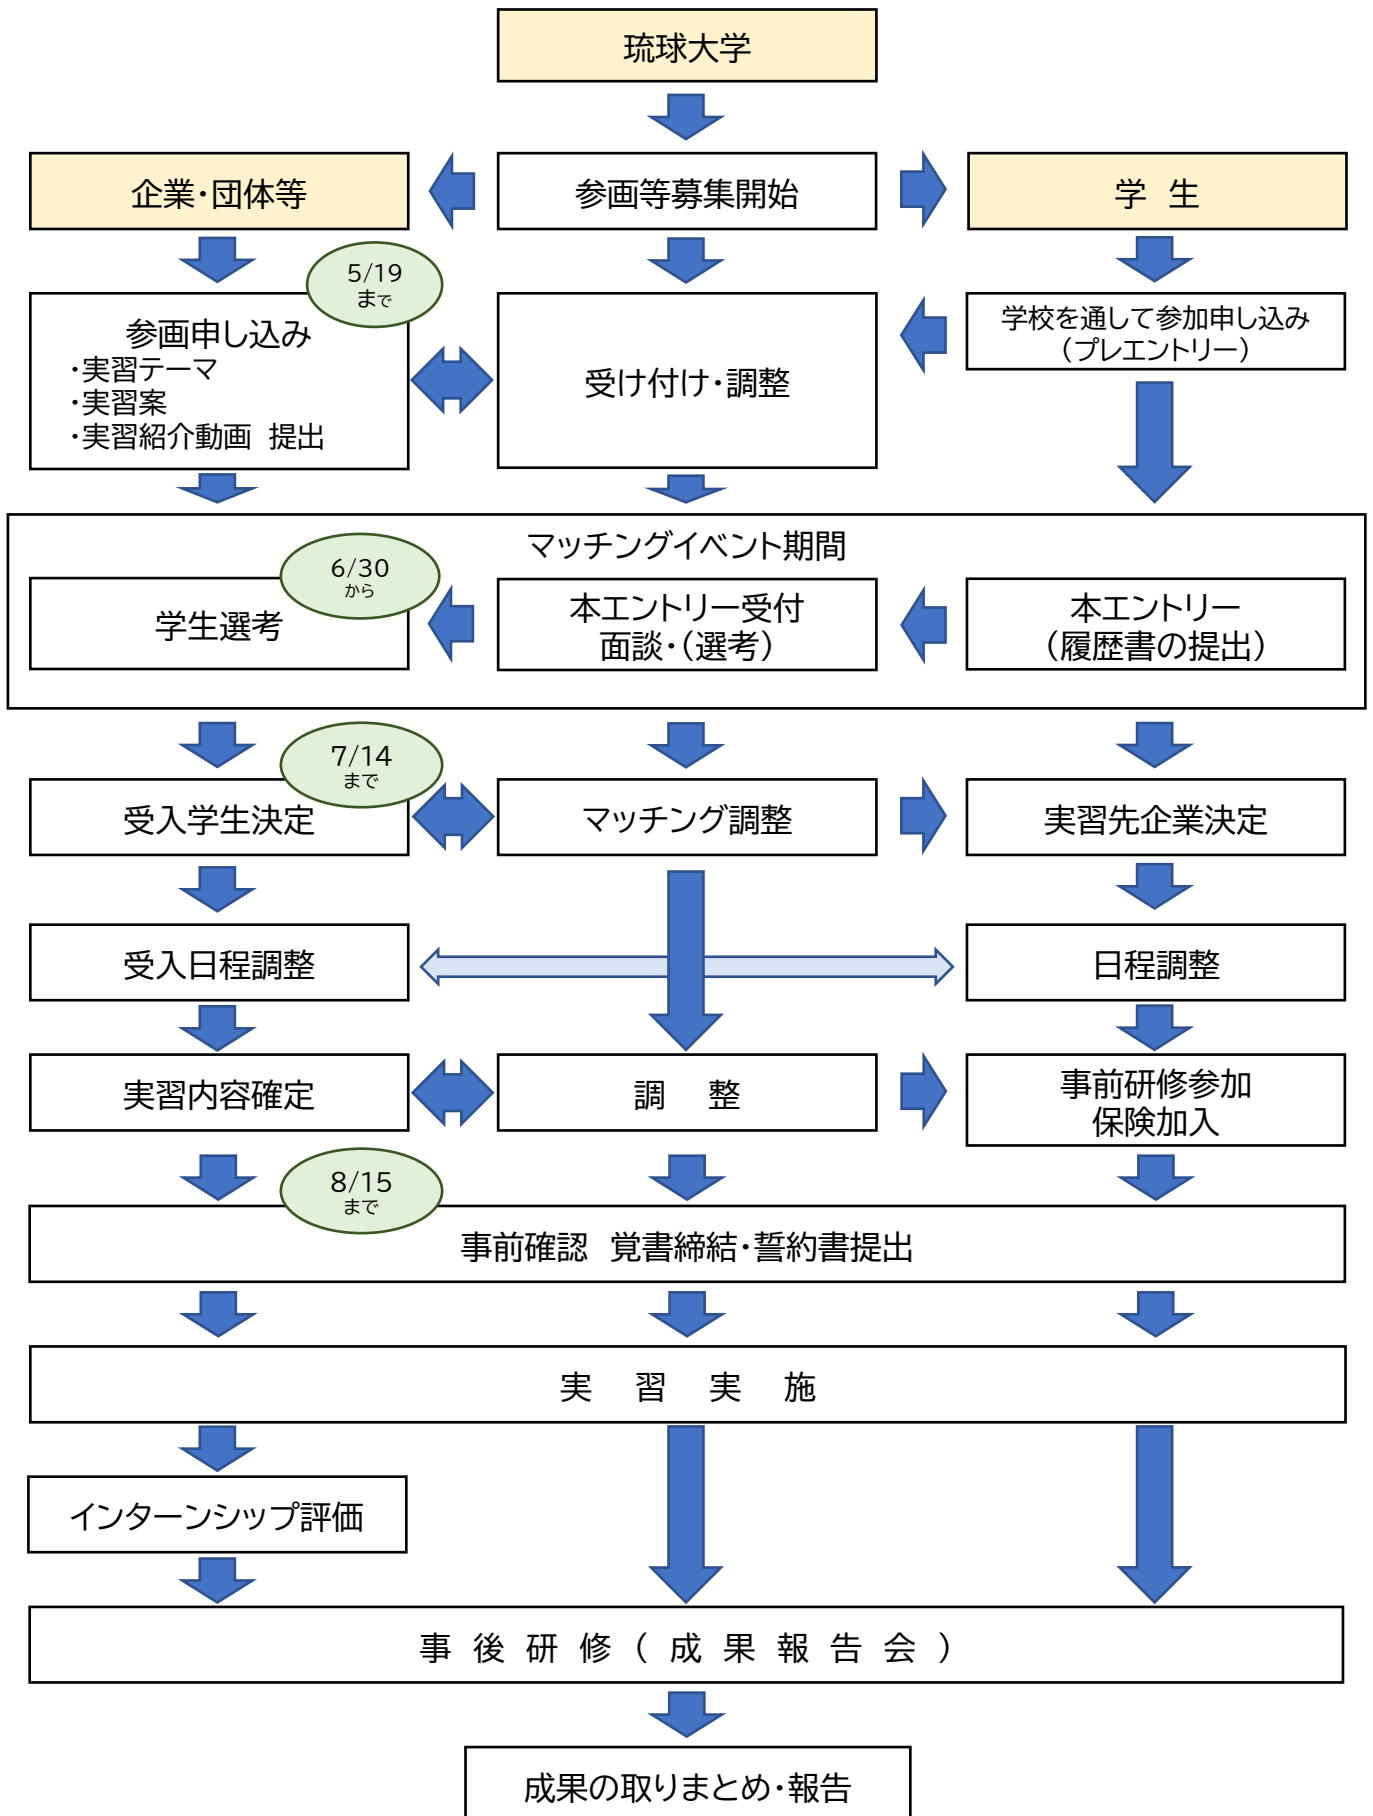 琉球大学
企業・団体等
参画等募集開始
学 生
5/19
まで
参画申し込み
・実習テーマ
・実習案
・実習紹介動画 提出
受け付け・調整
学校を通して参加申し込み
（プレエントリー）
マッチングイベント期間
6/30
から
学生選考
本エントリー受付
面談・（選考）
本エントリー
（履歴書の提出）
7/14
まで
受入学生決定
マッチング調整
実習先企業決定
受入日程調整
日程調整
実習内容確定
調 整
事前研修参加
保険加入
8/15
まで
事前確認 覚書締結・誓約書提出
実 習 実 施
インターンシップ評価
事 後 研 修 （ 成 果 報 告 会 ）
成果の取りまとめ・報告